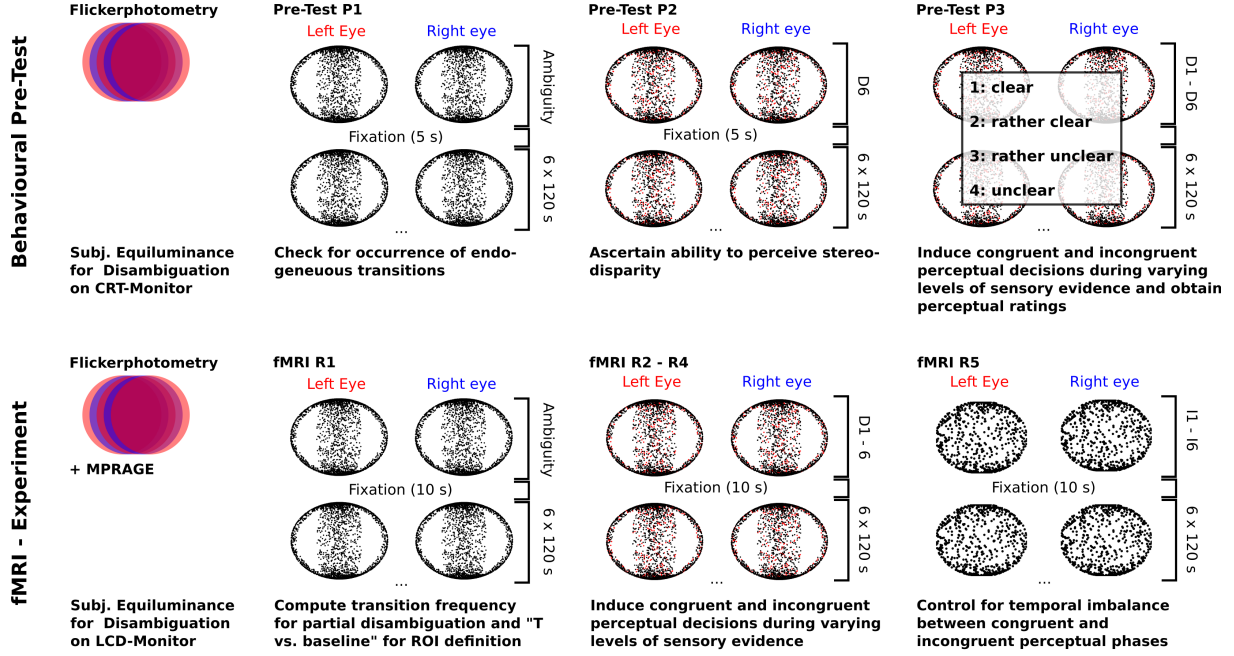 Behavioural Pre-Test
Flickerphotometry
Subj. Equiluminance
for Disambiguation
on CRT-Monitor
Pre-Test P1
Left Eye
Right eye
Ambiguity
Fixation (5 s)
6 x 120 s
...
Check for occurrence of endo-
geneuous transitions
Pre-Test P2
Left Eye
Right eye
D6
Fixation (5 s)
6 x 120 s
...
Ascertain ability to perceive stereo-
disparity
Pre-Test P3
Left Eye
Right eye
D1 - D6
1: clear
2: rather clear
3: rather unclear
4: unclear
6 x 120 s
...
Induce congruent and incongruent
perceptual decisions during varying
levels of sensory evidence and obtain
perceptual ratings
fMRI - Experiment
Flickerphotometry
+ MPRAGE
Subj. Equiluminance
for Disambiguation
on LCD-Monitor
fMRI R1
Left Eye
Right eye
Ambiguity
Fixation (10 s)
6 x 120 s
...
Compute transition frequency
for partial disambiguation and "T
vs. baseline" for ROI definition
fMRI R2 - R4
Left Eye
Right eye
D1 - 6
Fixation (10 s)
6 x 120 s
...
Induce congruent and incongruent
perceptual decisions during varying
levels of sensory evidence
fMRI R5
Left Eye
Right eye
I1 - I6
Fixation (10 s)
6 x 120 s
...
Control for temporal imbalance
between congruent and
incongruent perceptual phases